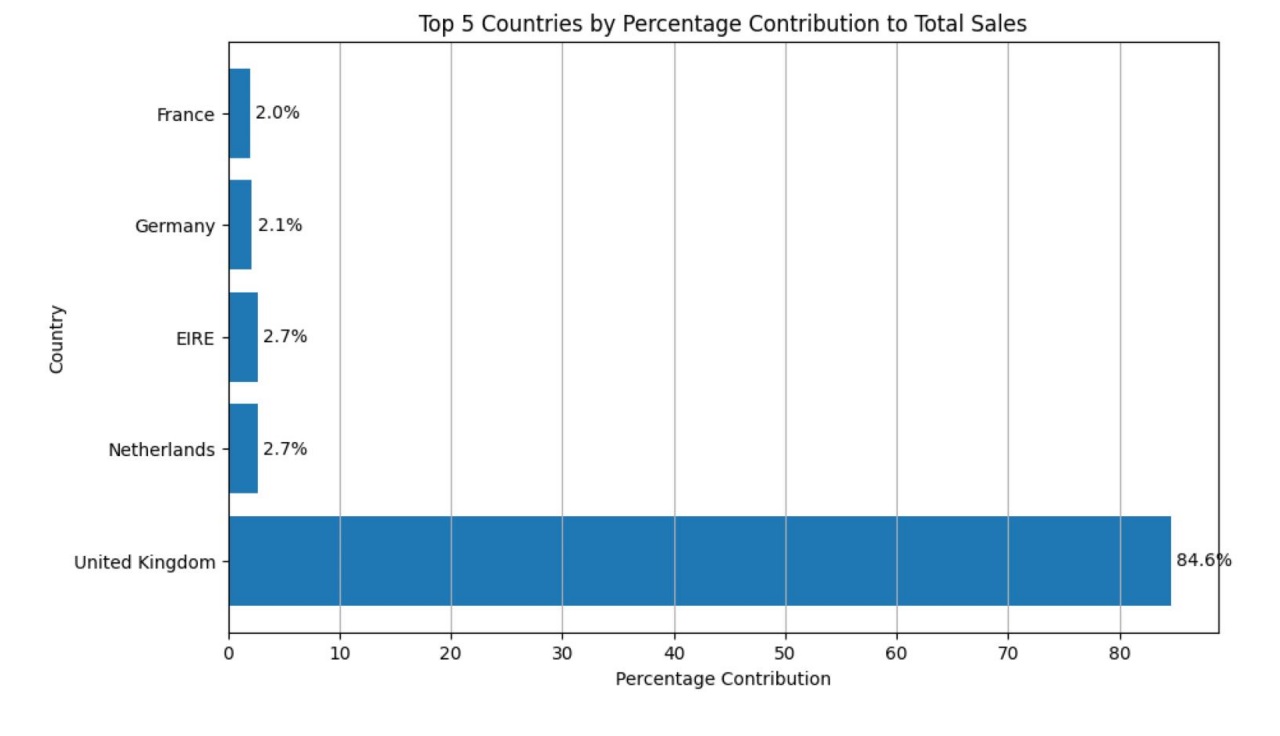 Top 5 Countries by Percentage Contribution to Total Sales
France 2.0%
Germany 2.1%
EIRE 2.7%
Netherlands 2.7%
United Kingdom 84.6%
Country
0 10 20 30 40 50 60 70 80
Percentage Contribution